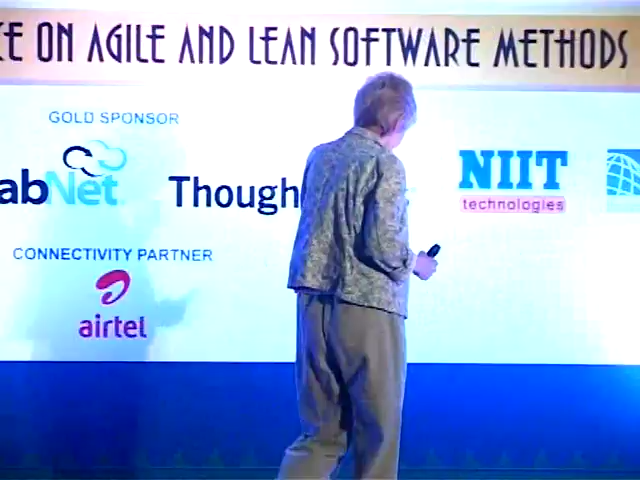 CE ON AGILE AND LEAN SOFTWARE METHODS
GOLD SPONSOR
abNet
Though
NIIT
technologies
CONNECTIVITY PARTNER
airtel